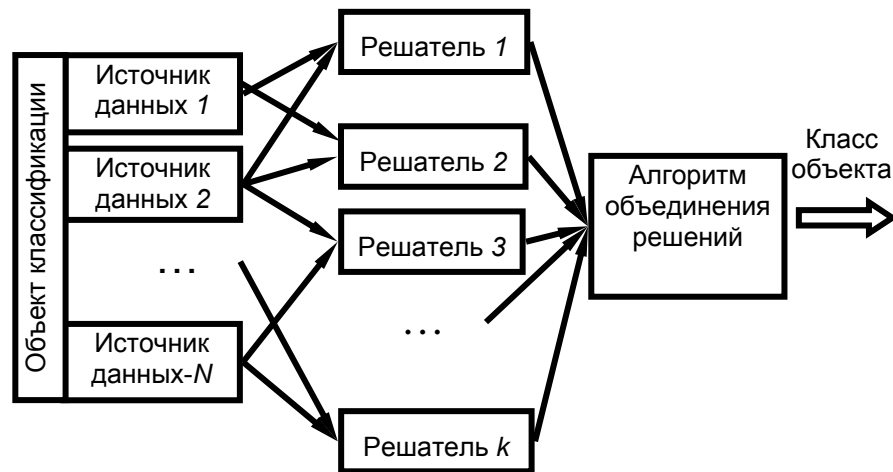 Объект классификации
Источник
данных 1
Источник
данных 2
...
Источник
данных-N
Решатель 1
Решатель 2
Решатель 3
...
Решатель k
Алгоритм
объединения
решений
Класс
объекта